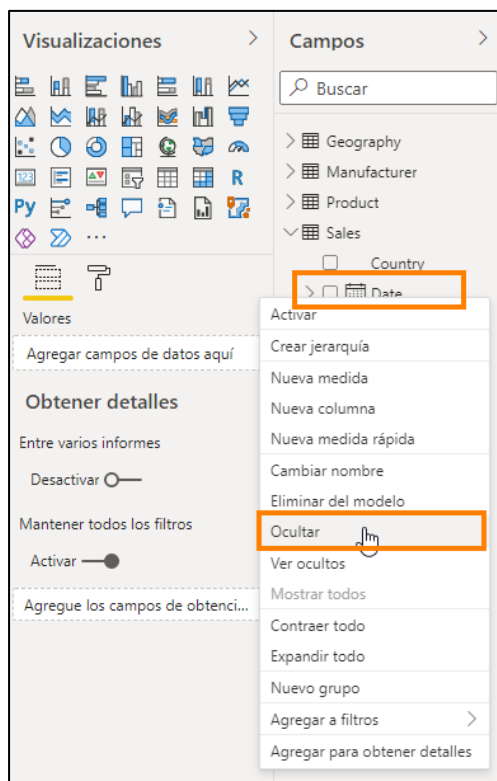 Visualizaciones
Campos
Buscar
123
R
Py
Geography
Manufacturer
Product
Sales
Country
Date
Valores
Agregar campos de datos aquí
Obtener detalles
Entre varios informes
Desactivar
Mantener todos los filtros
Activar
Agregue los campos de obtenci...
Activar
Crear jerarquía
Nueva medida
Nueva columna
Nueva medida rápida
Cambiar nombre
Eliminar del modelo
Ocultar
Ver ocultos
Mostrar todos
Contraer todo
Expandir todo
Nuevo grupo
Agregar a filtros
Agregar para obtener detalles